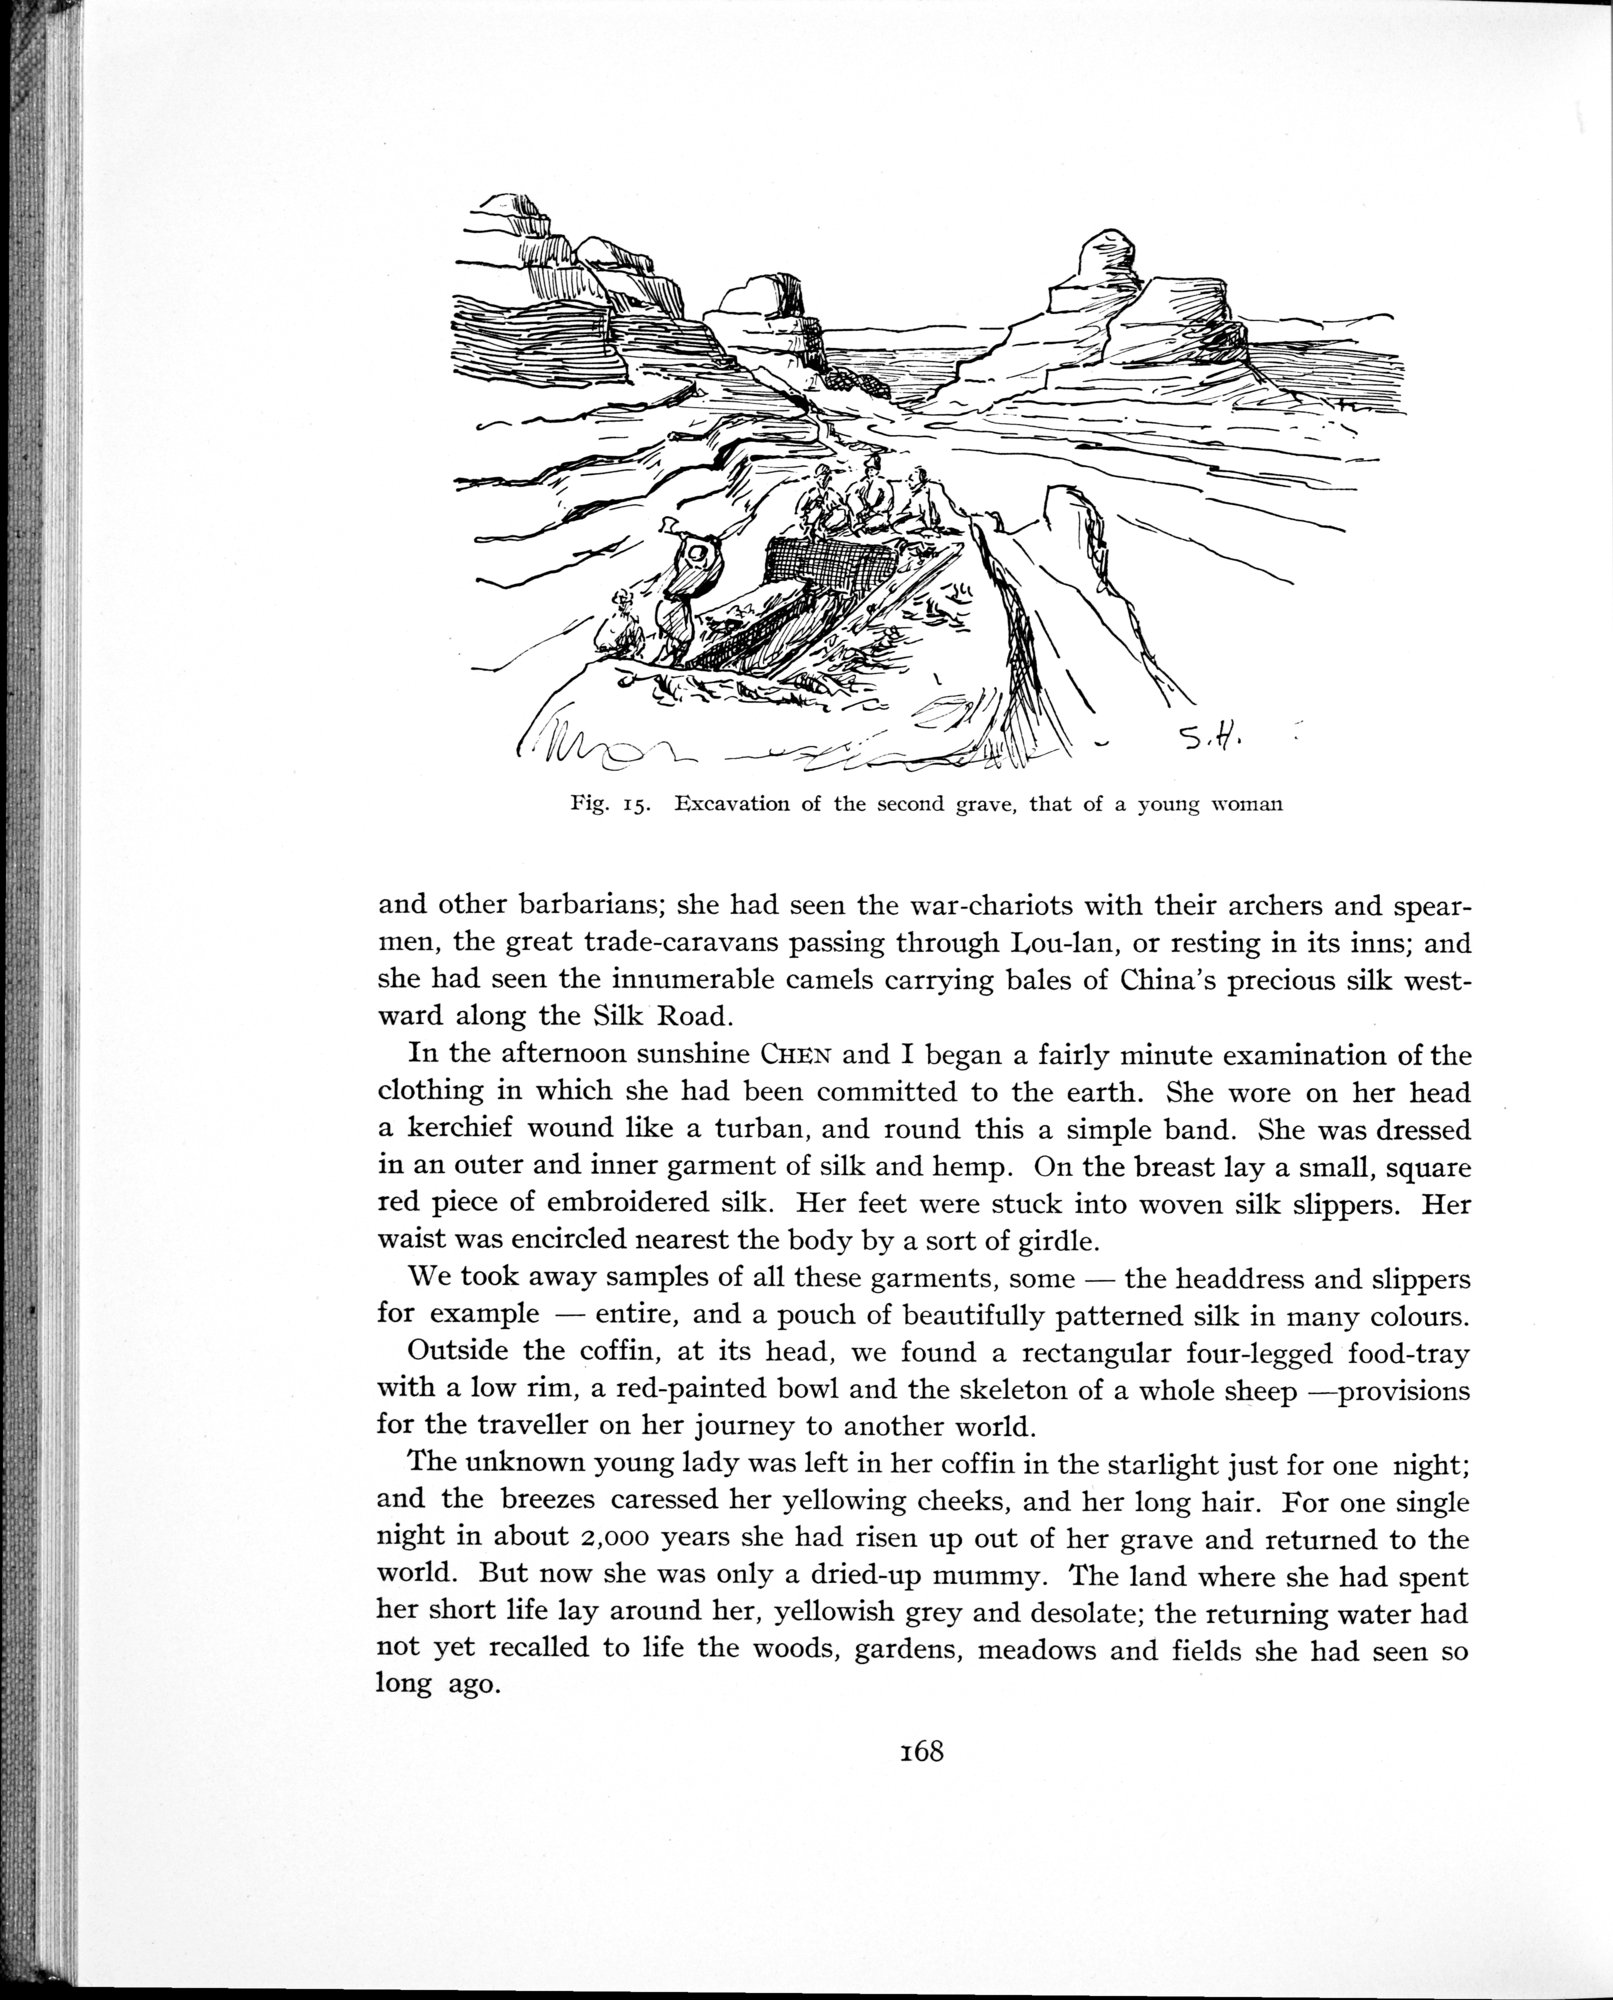 S.H.
Fig. 15. Excavation of the second grave, that of a young woman
and other barbarians; she had seen the war-chariots with their archers and spear-
men, the great trade-caravans passing through Lou-lan, or resting in its inns; and
she had seen the innumerable camels carrying bales of China's precious silk west-
ward along the Silk Road.
In the afternoon sunshine CHEN and I began a fairly minute examination of the
clothing in which she had been committed to the earth. She wore on her head
a kerchief wound like a turban, and round this a simple band. She was dressed
in an outer and inner garment of silk and hemp. On the breast lay a small, square
red piece of embroidered silk. Her feet were stuck into woven silk slippers. Her
waist was encircled nearest the body by a sort of girdle.
We took away samples of all these garments, some — the headdress and slippers
for example — entire, and a pouch of beautifully patterned silk in many colours.
Outside the coffin, at its head, we found a rectangular four-legged food-tray
with a low rim, a red-painted bowl and the skeleton of a whole sheep —provisions
for the traveller on her journey to another world.
The unknown young lady was left in her coffin in the starlight just for one night;
and the breezes caressed her yellowing cheeks, and her long hair. For one single
night in about 2,000 years she had risen up out of her grave and returned to the
world. But now she was only a dried-up mummy. The land where she had spent
her short life lay around her, yellowish grey and desolate; the returning water had
not yet recalled to life the woods, gardens, meadows and fields she had seen so
long ago.
168